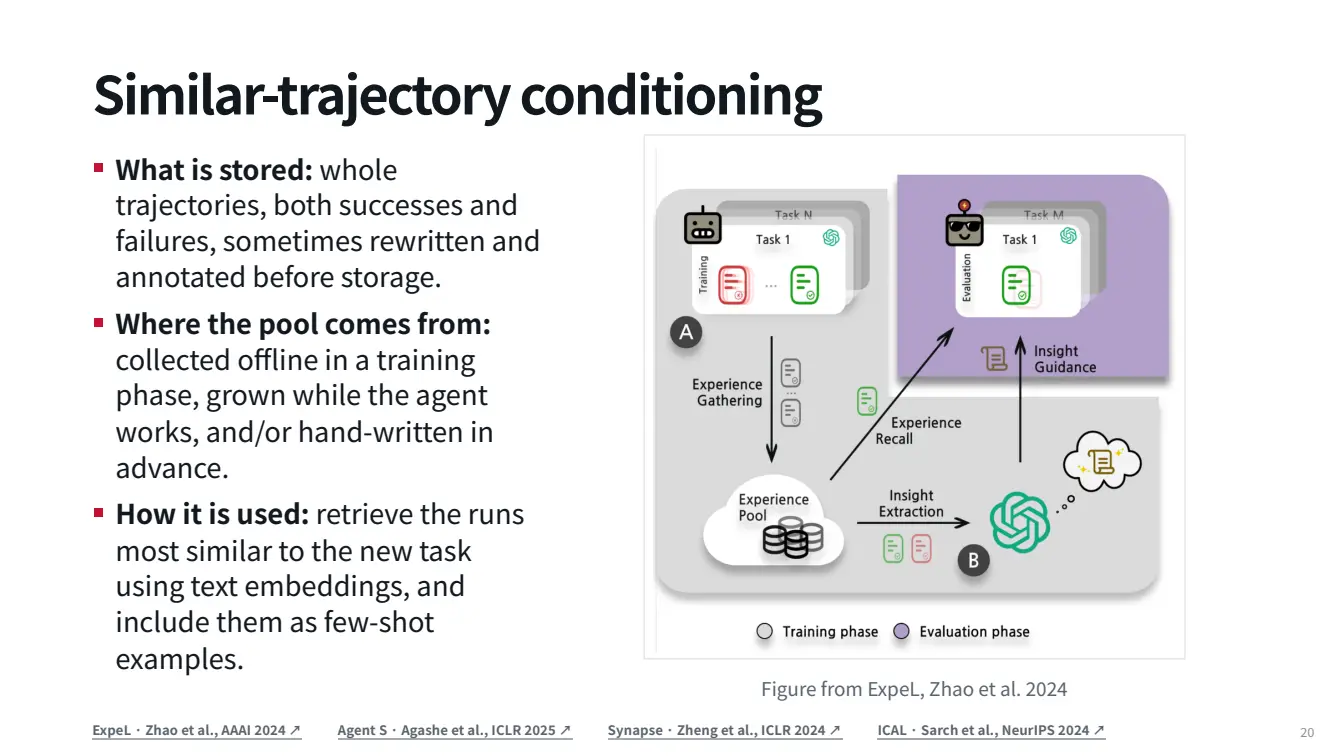 Similar-trajectory conditioning
What is stored: whole
trajectories, both successes and
failures, sometimes rewritten and
annotated before storage.
Where the pool comes from:
collected offline in a training
phase, grown while the agent
works, and/or hand-written in
advance.
How it is used: retrieve the runs
most similar to the new task
using text embeddings, and
include them as few-shot
examples.
Task N
Task 1
Training
...
A
Task M
Task 1
Evaluation
Insight
Guidance
Experience
Gathering
...
Experience
Recall
Experience
Pool
Insight
Extraction
B
Training phase
Evaluation phase
Figure from ExpeL, Zhao et al. 2024
ExpeL · Zhao et al., AAAI 2024 ↗
Agent S · Agashe et al., ICLR 2025 ↗
Synapse · Zheng et al., ICLR 2024 ↗
ICAL · Sarch et al., NeurIPS 2024 ↗
20